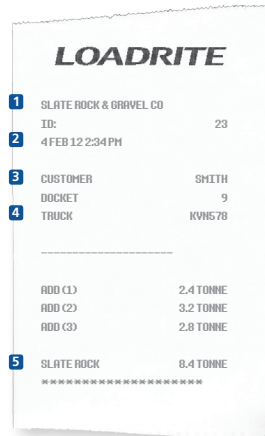 LOADRITE
1 SLATE ROCK & GRAVEL CO
ID: 23
2 4 FEB 12 2:34 PM
3 CUSTOMER SMITH
DOCKET 9
4 TRUCK KVN578
--------------------
ADD (1) 2.4 TONNE
ADD (2) 3.2 TONNE
ADD (3) 2.8 TONNE
5 SLATE ROCK 8.4 TONNE
********************